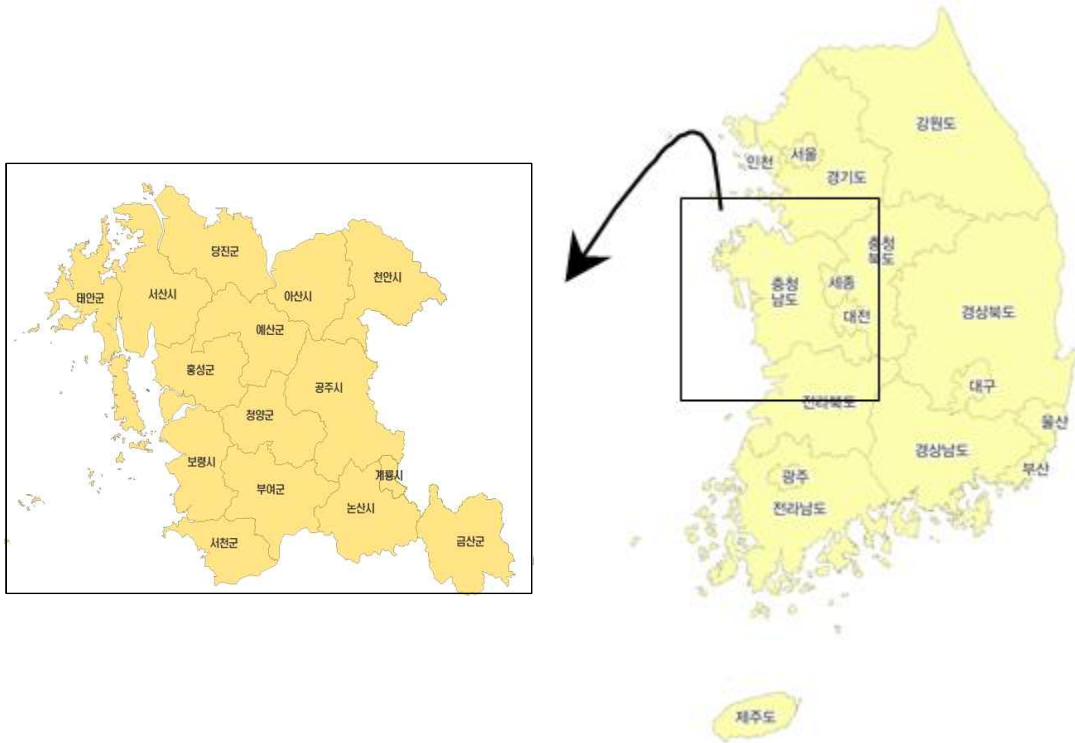 당진군
천안시
아산시
서산시
태안군
예산군
홍성군
공주시
청양군
보령시
계룡시
부여군
논산시
서천군
금산군
강원도
서울
인천
경기도
충청
북도
세종
충청
남도
대전
경상북도
대구
전라북도
울산
경상남도
부산
광주
전라남도
제주도